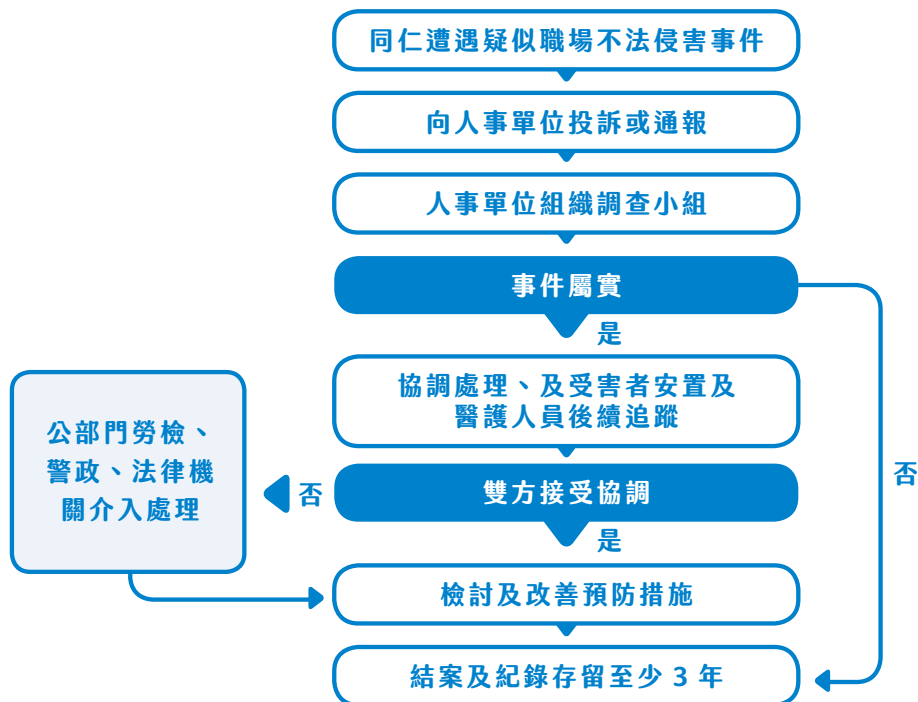 同仁遭遇疑似職場不法侵害事件
向人事單位投訴或通報
人事單位組織調查小組
事件屬實
是
協調處理、及受害者安置及
醫護人員後續追蹤
雙方接受協調
否
公部門勞檢、
警政、法律機
關介入處理
否
是
檢討及改善預防措施
結案及紀錄存留至少 3 年